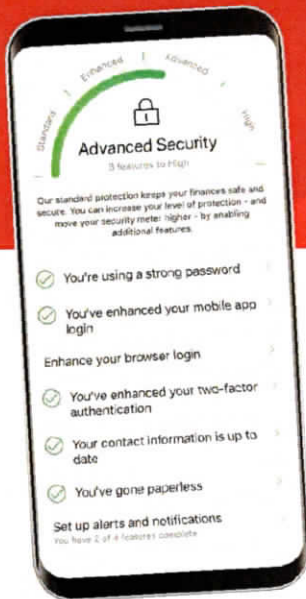 Standard | Enhanced | Advanced | High
Advanced Security
3 features to High
Our standard protection keeps your finances safe and
secure. You can increase your level of protection - and
move your security meter higher - by enabling
additional features.
You're using a strong password
You've enhanced your mobile app
login
Enhance your browser login
You've enhanced your two-factor
authentication
Your contact information is up to
date
You've gone paperless
Set up alerts and notifications
You have 2 of 4 features complete